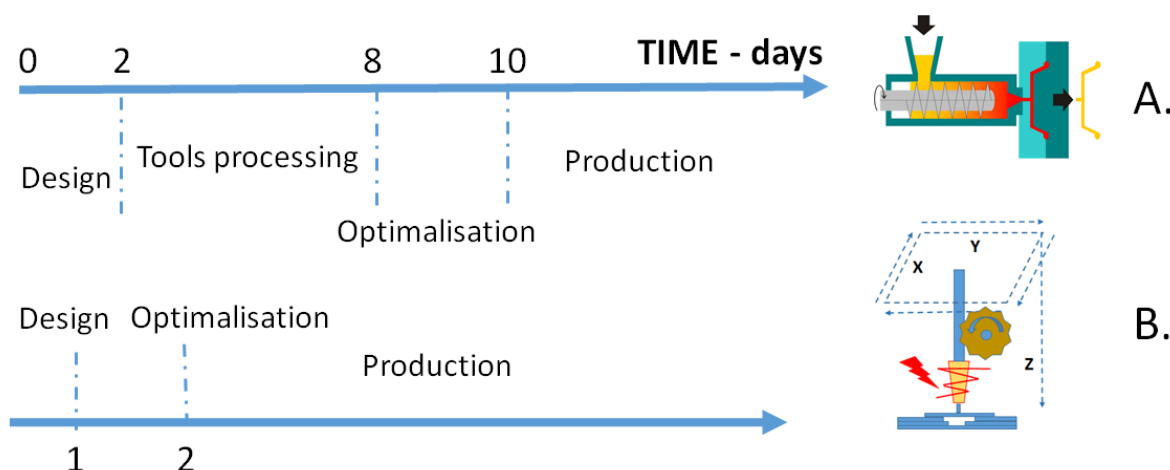 0 2 8 10 TIME - days
A.
Tools processing
Production
Design
Optimalisation
Y
X
B.
Design Optimalisation
Production
Z
1 2